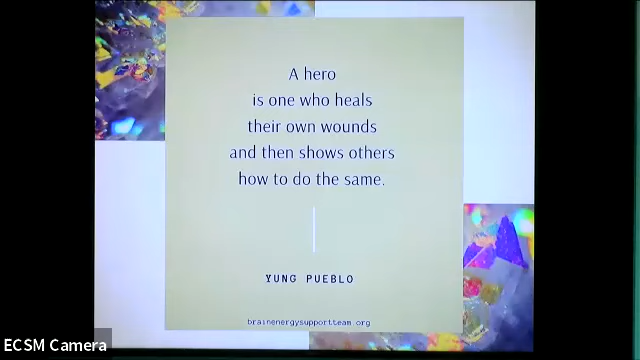 A hero
is one who heals
their own wounds
and then shows others
how to do the same.
YUNG PUEBLO
brainenergysupportteam.org
ECSM Camera